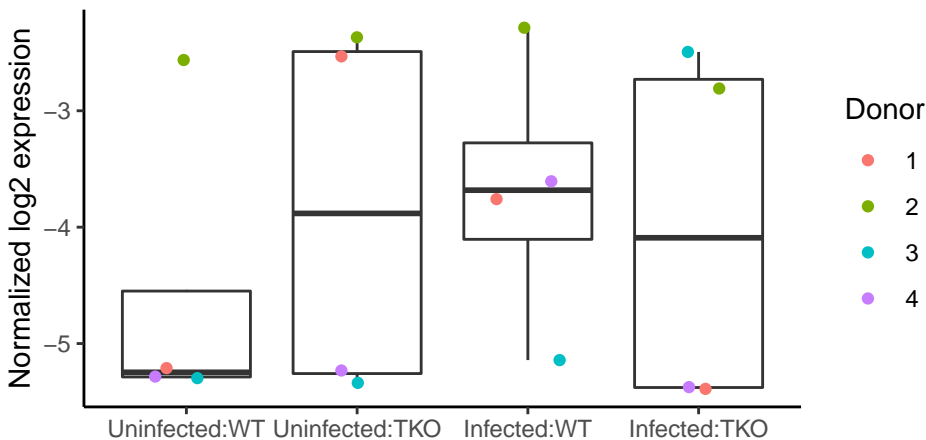 Normalized log2 expression
−3
−4
−5
Uninfected:WT
Uninfected:TKO
Infected:WT
Infected:TKO
Donor
1
2
3
4